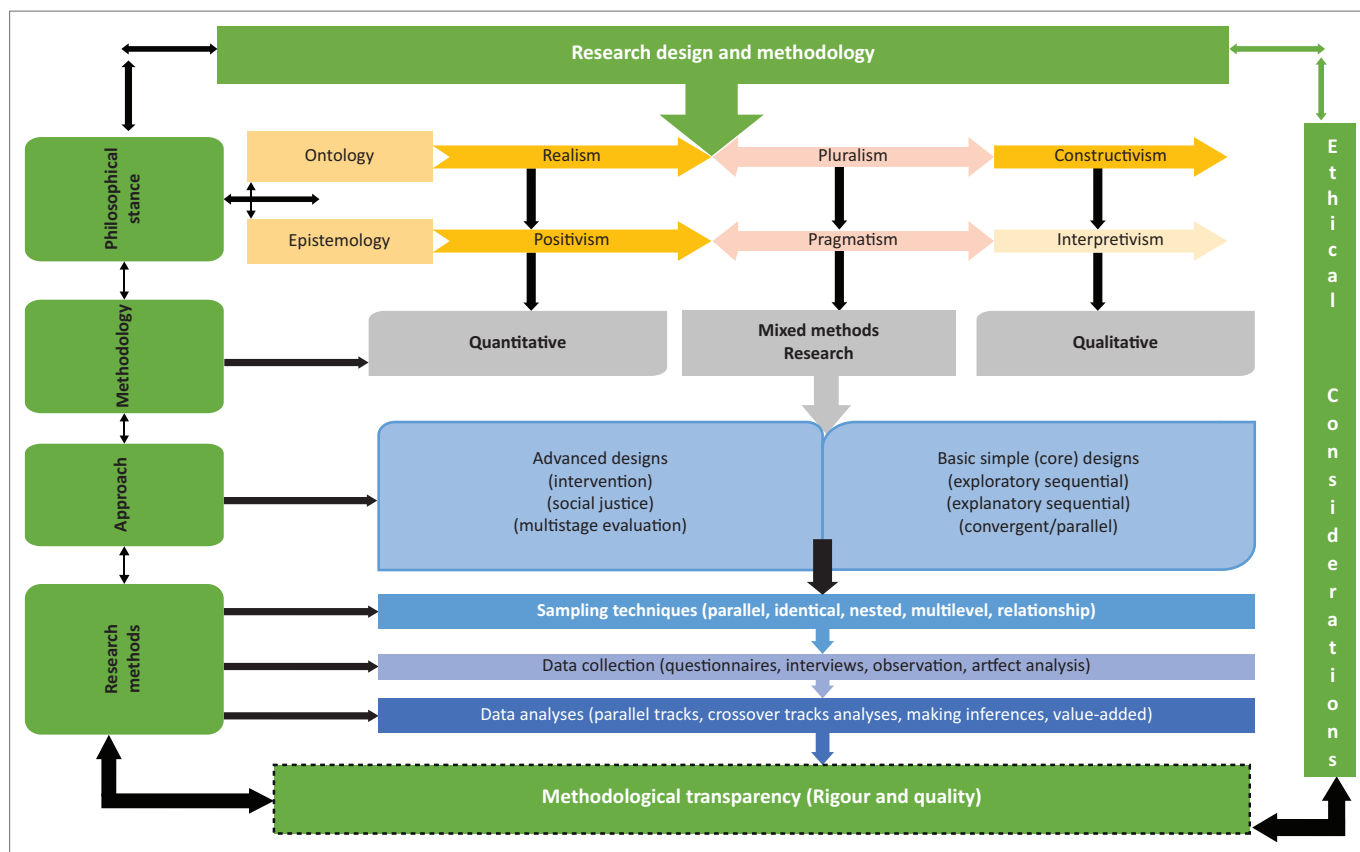 Research design and methodology
Philosophical
stance
Ontology
Realism
Pluralism
Constructivism
Epistemology
Positivism
Pragmatism
Interpretivism
Methodology
Quantitative
Mixed methods
Research
Qualitative
Approach
Advanced designs
(intervention)
(social justice)
(multistage evaluation)
Basic simple (core) designs
(exploratory sequential)
(explanatory sequential)
(convergent/parallel)
Research
methods
Sampling techniques (parallel, identical, nested, multilevel, relationship)
Data collection (questionnaires, interviews, observation, artfect analysis)
Data analyses (parallel tracks, crossover tracks analyses, making inferences, value-added)
Methodological transparency (Rigour and quality)
Ethical Considerations